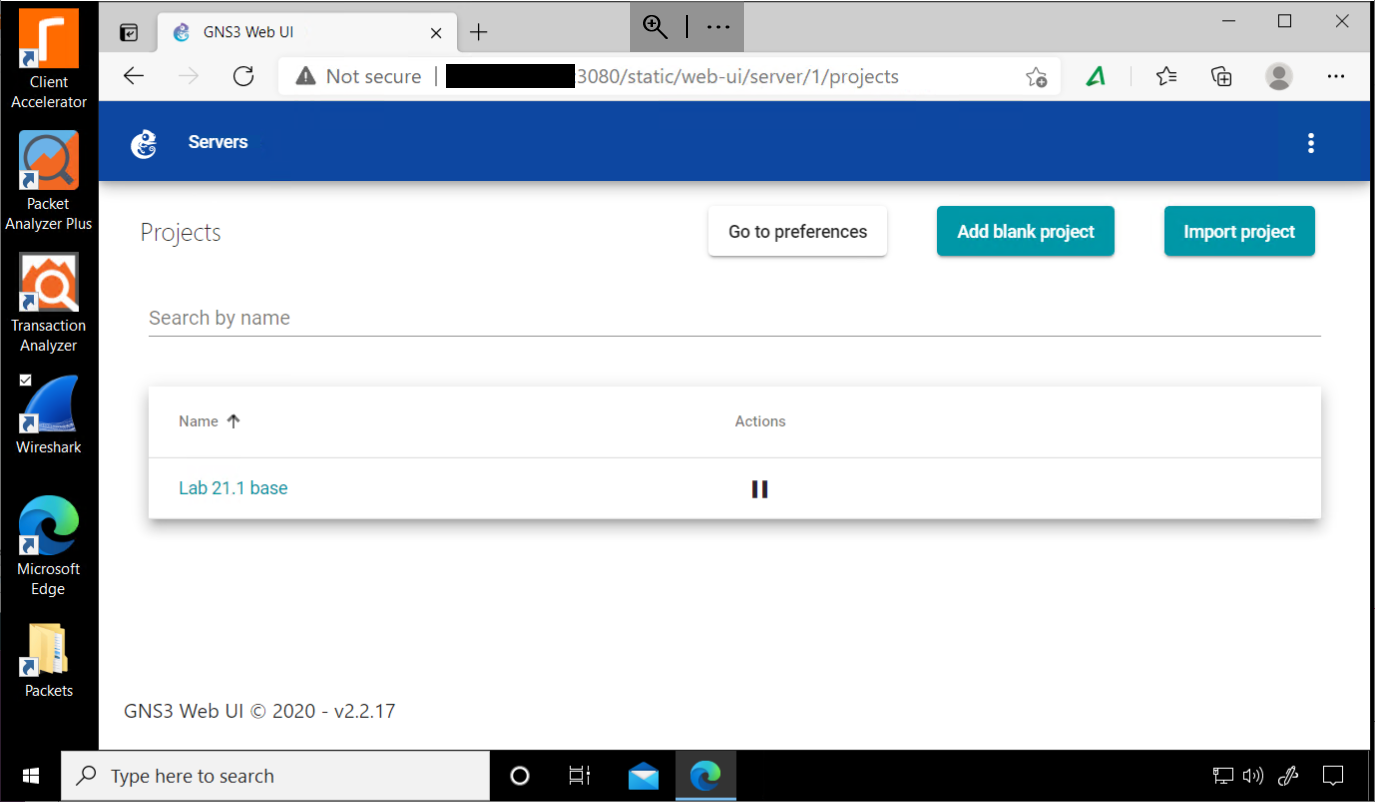 Client
Accelerator
Packet
Analyzer Plus
Transaction
Analyzer
Wireshark
Microsoft
Edge
Packets
GNS3 Web UI
Not secure
3080/static/web-ui/server/1/projects
Servers
Projects
Go to preferences
Add blank project
Import project
Search by name
Name
Actions
Lab 21.1 base
GNS3 Web UI © 2020 - v2.2.17
Type here to search